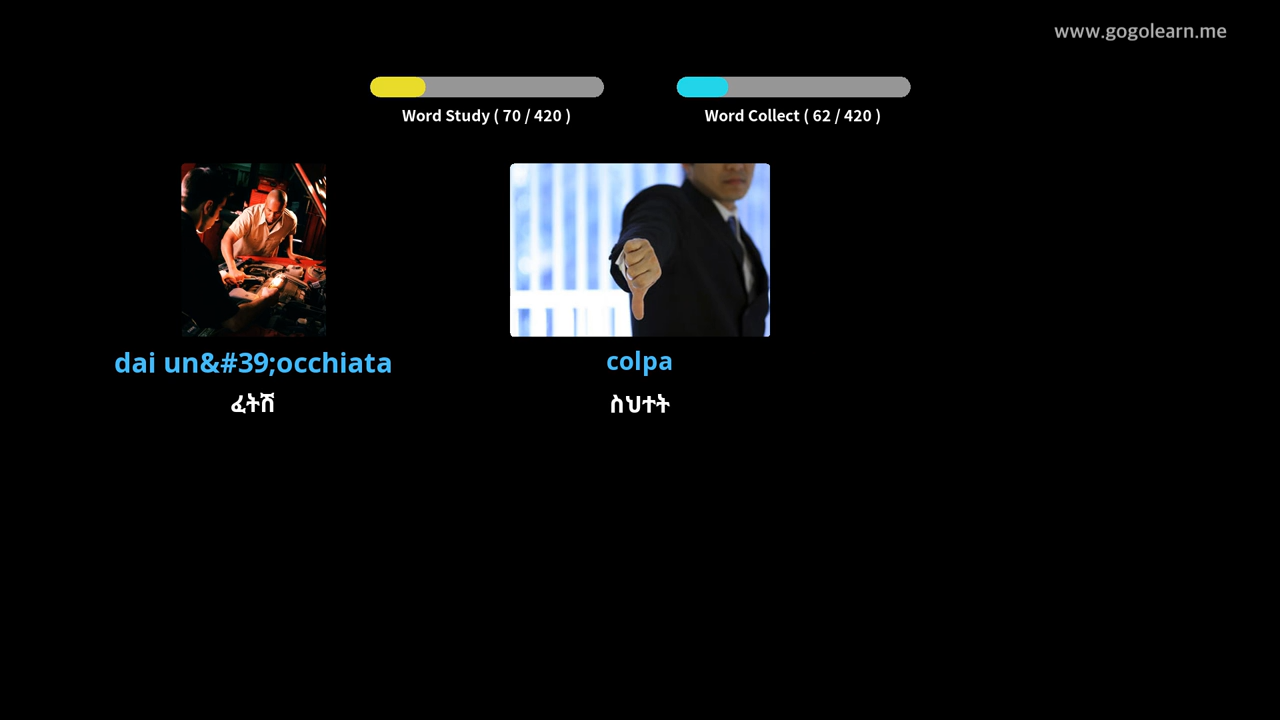 www.gogolearn.me
Word Study ( 70 / 420 )
Word Collect ( 62 / 420 )
dai un&#39;occhiata
ፈትሽ
colpa
ስህተት